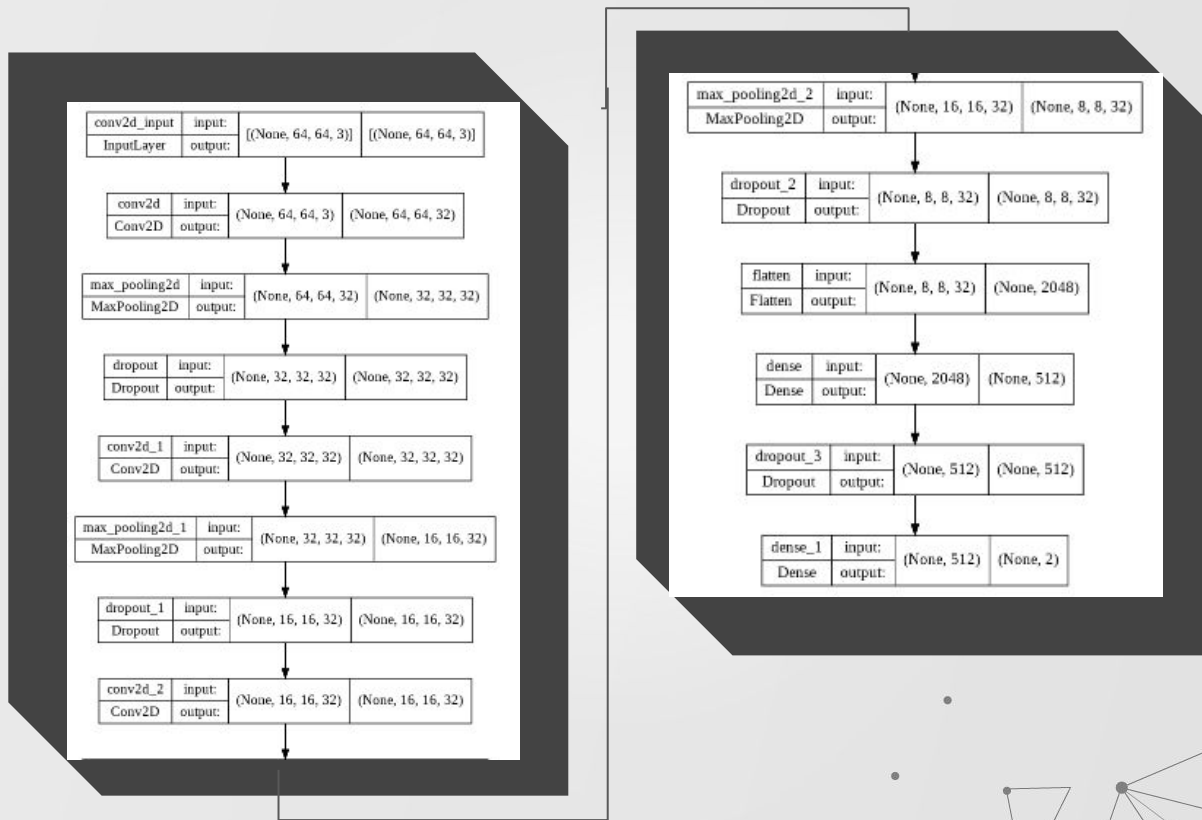 conv2d_input input: [(None, 64, 64, 3)] [(None, 64, 64, 3)]
InputLayer output:
conv2d input: (None, 64, 64, 3) (None, 64, 64, 32)
Conv2D output:
max_pooling2d input: (None, 64, 64, 32) (None, 32, 32, 32)
MaxPooling2D output:
dropout input: (None, 32, 32, 32) (None, 32, 32, 32)
Dropout output:
conv2d_1 input: (None, 32, 32, 32) (None, 32, 32, 32)
Conv2D output:
max_pooling2d_1 input: (None, 32, 32, 32) (None, 16, 16, 32)
MaxPooling2D output:
dropout_1 input: (None, 16, 16, 32) (None, 16, 16, 32)
Dropout output:
conv2d_2 input: (None, 16, 16, 32) (None, 16, 16, 32)
Conv2D output:
max_pooling2d_2 input: (None, 16, 16, 32) (None, 8, 8, 32)
MaxPooling2D output:
dropout_2 input: (None, 8, 8, 32) (None, 8, 8, 32)
Dropout output:
flatten input: (None, 8, 8, 32) (None, 2048)
Flatten output:
dense input: (None, 2048) (None, 512)
Dense output:
dropout_3 input: (None, 512) (None, 512)
Dropout output:
dense_1 input: (None, 512) (None, 2)
Dense output: